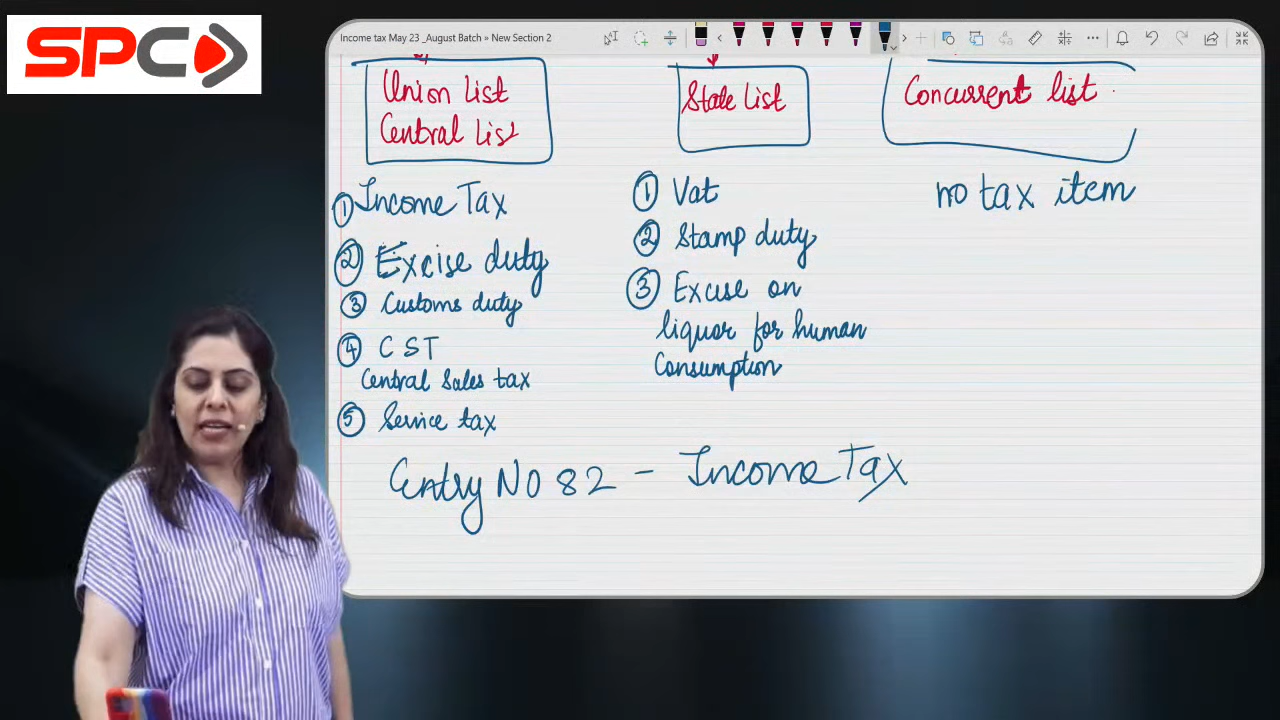 SPC
Income tax May 23 _August Batch » New Section 2
Union List
Central List
① Income Tax
② Excise duty
③ Customs duty
④ CST
Central Sales tax
⑤ Service tax
State List
① Vat
② Stamp duty
③ Excise on
liquor for human
Consumption
Concurrent list
no tax item
Entry No 82 - Income Tax